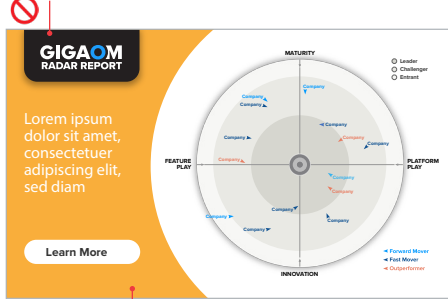 GIGAOM
RADAR REPORT
Lorem ipsum
dolor sit amet,
consectetuer
adipiscing elit,
sed diam
Learn More
MATURITY
Leader
Challenger
Entrant
Company
Company
Company
Company
Company
Company
Company
Company
FEATURE
PLAY
PLATFORM
PLAY
Company
Company
Company
Company
Company
Company
INNOVATION
Forward Mover
Fast Mover
Outperformer